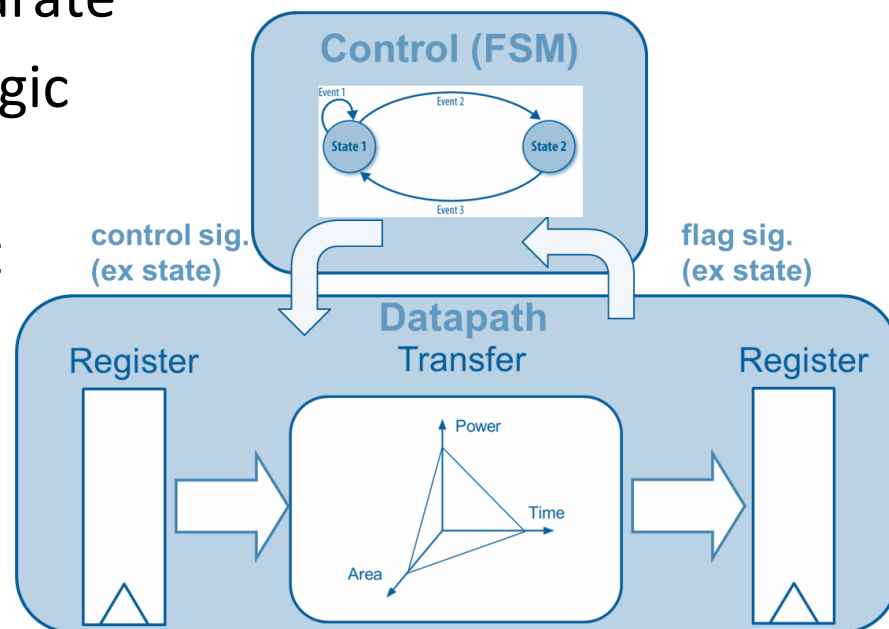 gic
Control (FSM)
Event 1
Event 2
State 1
State 2
Event 3
control sig.
(ex state)
flag sig.
(ex state)
Datapath
Register
Transfer
Register
Power
Time
Area